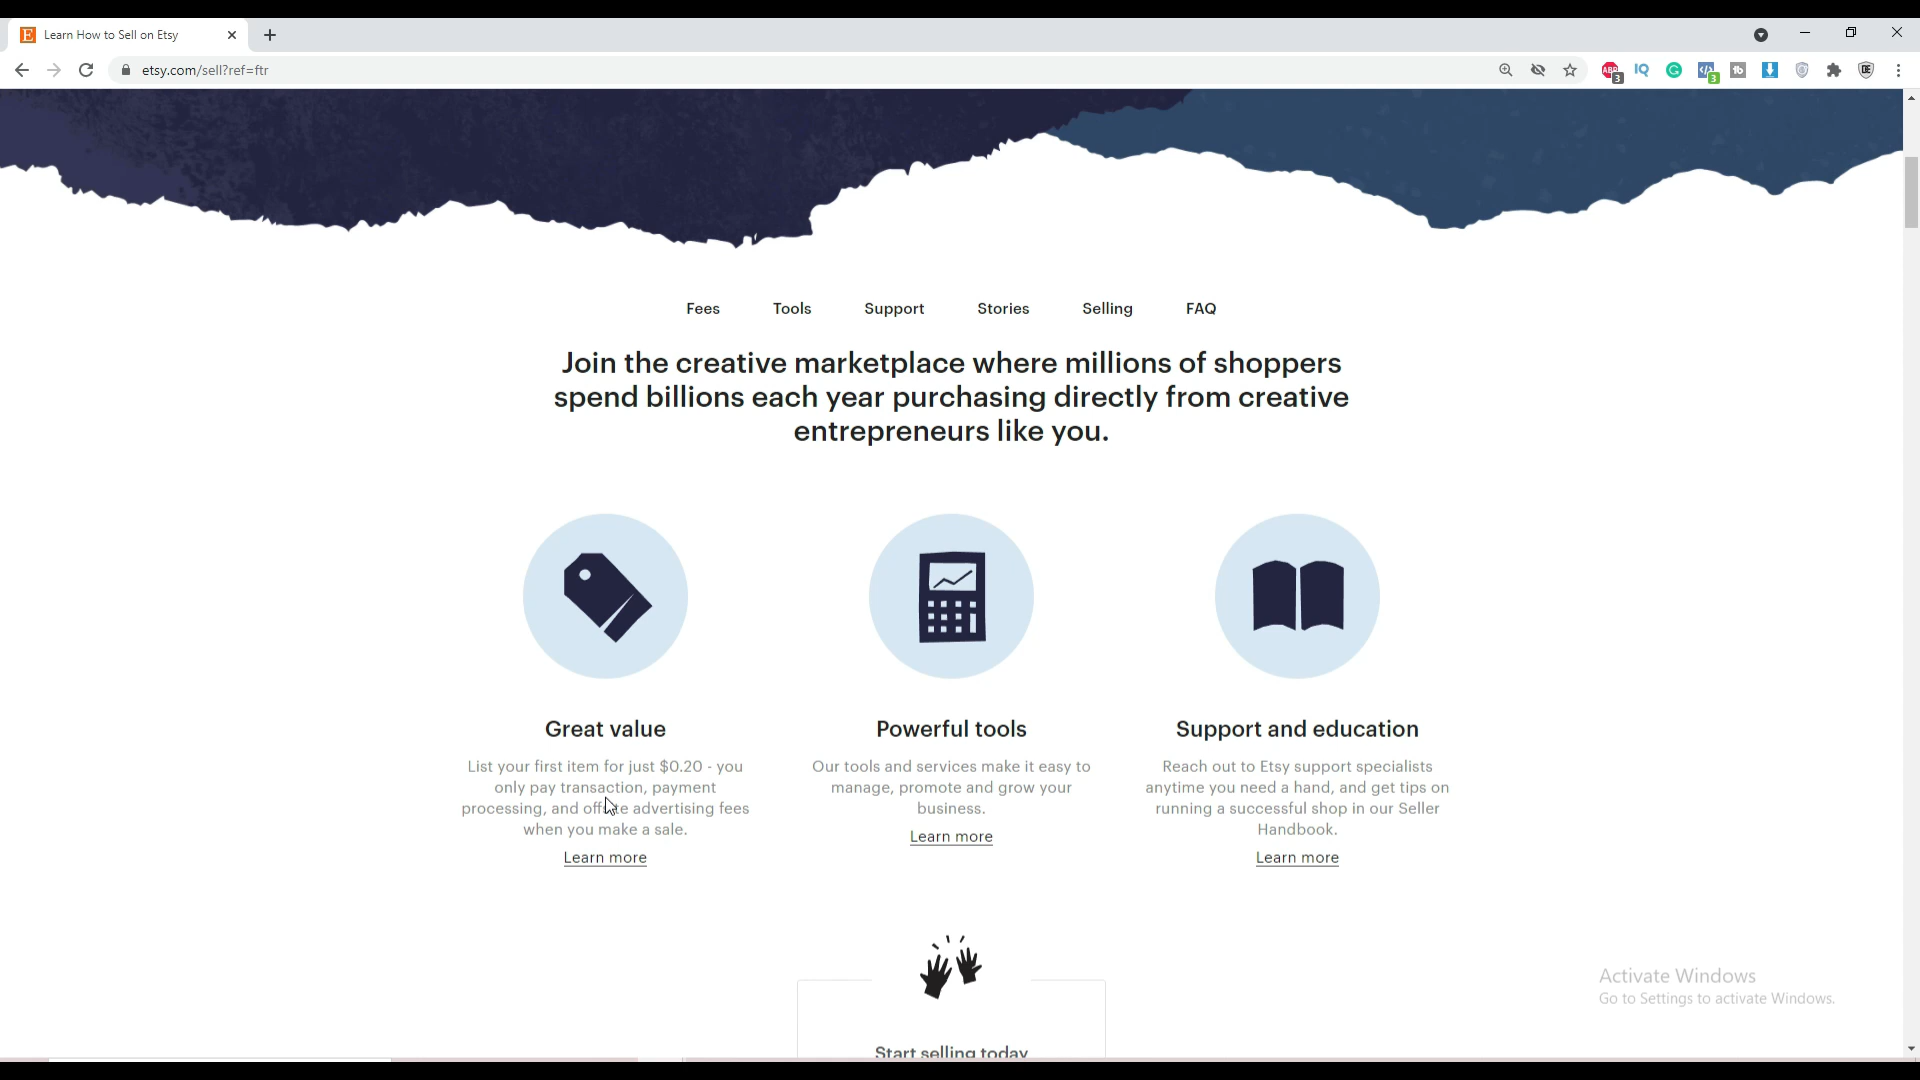 Learn How to Sell on Etsy
etsy.com/sell?ref=ftr
ABP
3
IQ
G
3
tb
DE
Fees Tools Support Stories Selling FAQ
Join the creative marketplace where millions of shoppers
spend billions each year purchasing directly from creative
entrepreneurs like you.
Great value
List your first item for just $0.20 - you
only pay transaction, payment
processing, and offsite advertising fees
when you make a sale.
Learn more
Powerful tools
Our tools and services make it easy to
manage, promote and grow your
business.
Learn more
Support and education
Reach out to Etsy support specialists
anytime you need a hand, and get tips on
running a successful shop in our Seller
Handbook.
Learn more
Start selling today
Activate Windows
Go to Settings to activate Windows.